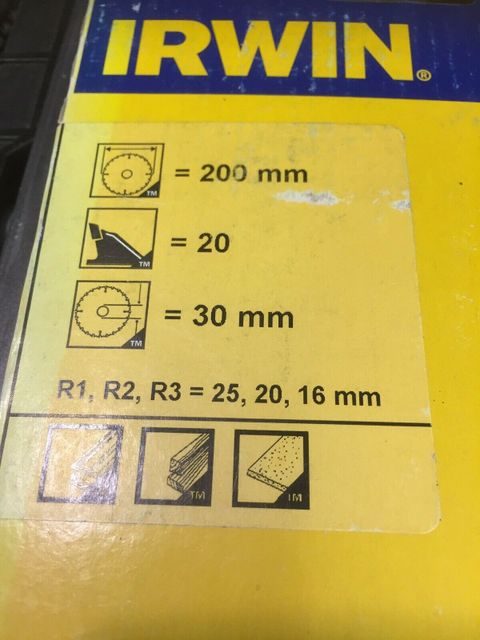 IRWIN®
TM = 200 mm
TM = 20
TM = 30 mm
R1, R2, R3 = 25, 20, 16 mm
TM TM